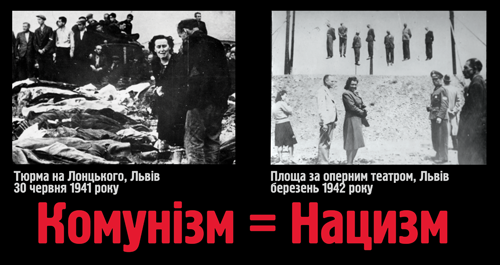 Тюрма на Лонцького, Львів
30 червня 1941 року
Площа за оперним театром, Львів
березень 1942 року
Комунізм = Нацизм